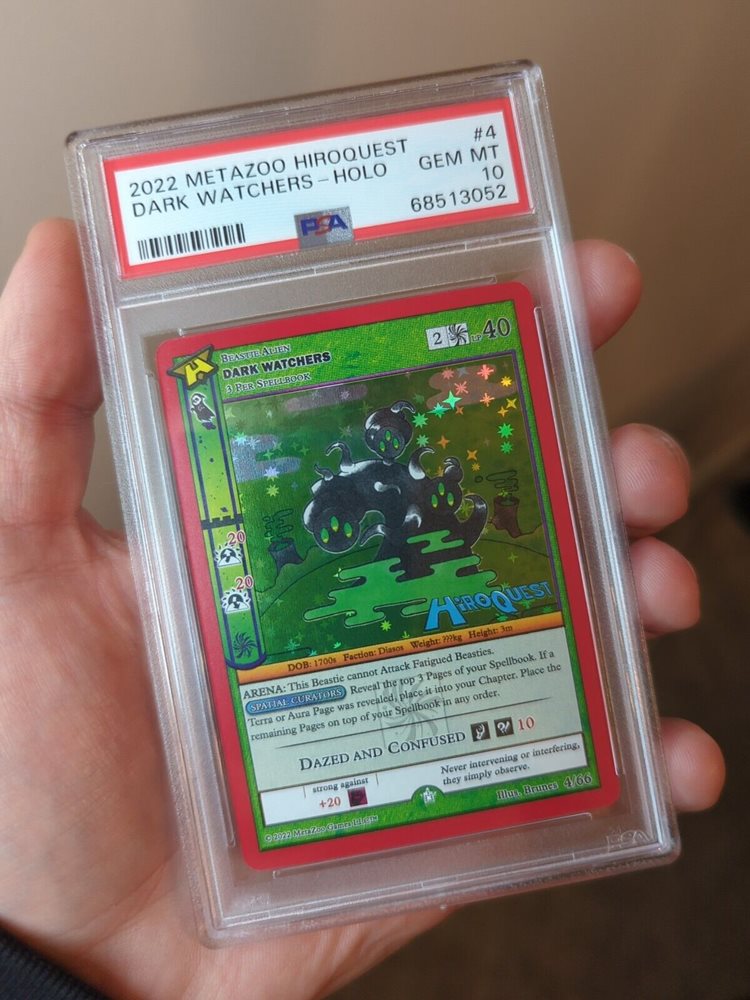 2022 METAZOO HIROQUEST #4
DARK WATCHERS - HOLO GEM MT
10
PSA 68513052
BEASTIE ALIEN
DARK WATCHERS
3 PER SPELLBOOK
2 LP 40
20
20
HIROQUEST
DOB: 1700s Faction: Diasos Weight: ???kg Height: 3m
ARENA: This Beastie cannot Attack Fatigued Beasties.
SPATIAL CURATORS Reveal the top 3 Pages of your Spellbook. If a
Terra or Aura Page was revealed, place it into your Chapter. Place the
remaining Pages on top of your Spellbook in any order.
DAZED AND CONFUSED 10
strong against
+20
Never intervening or interfering,
they simply observe.
© 2022 MetaZoo Games LLC™
Illus. Brunes 4/66